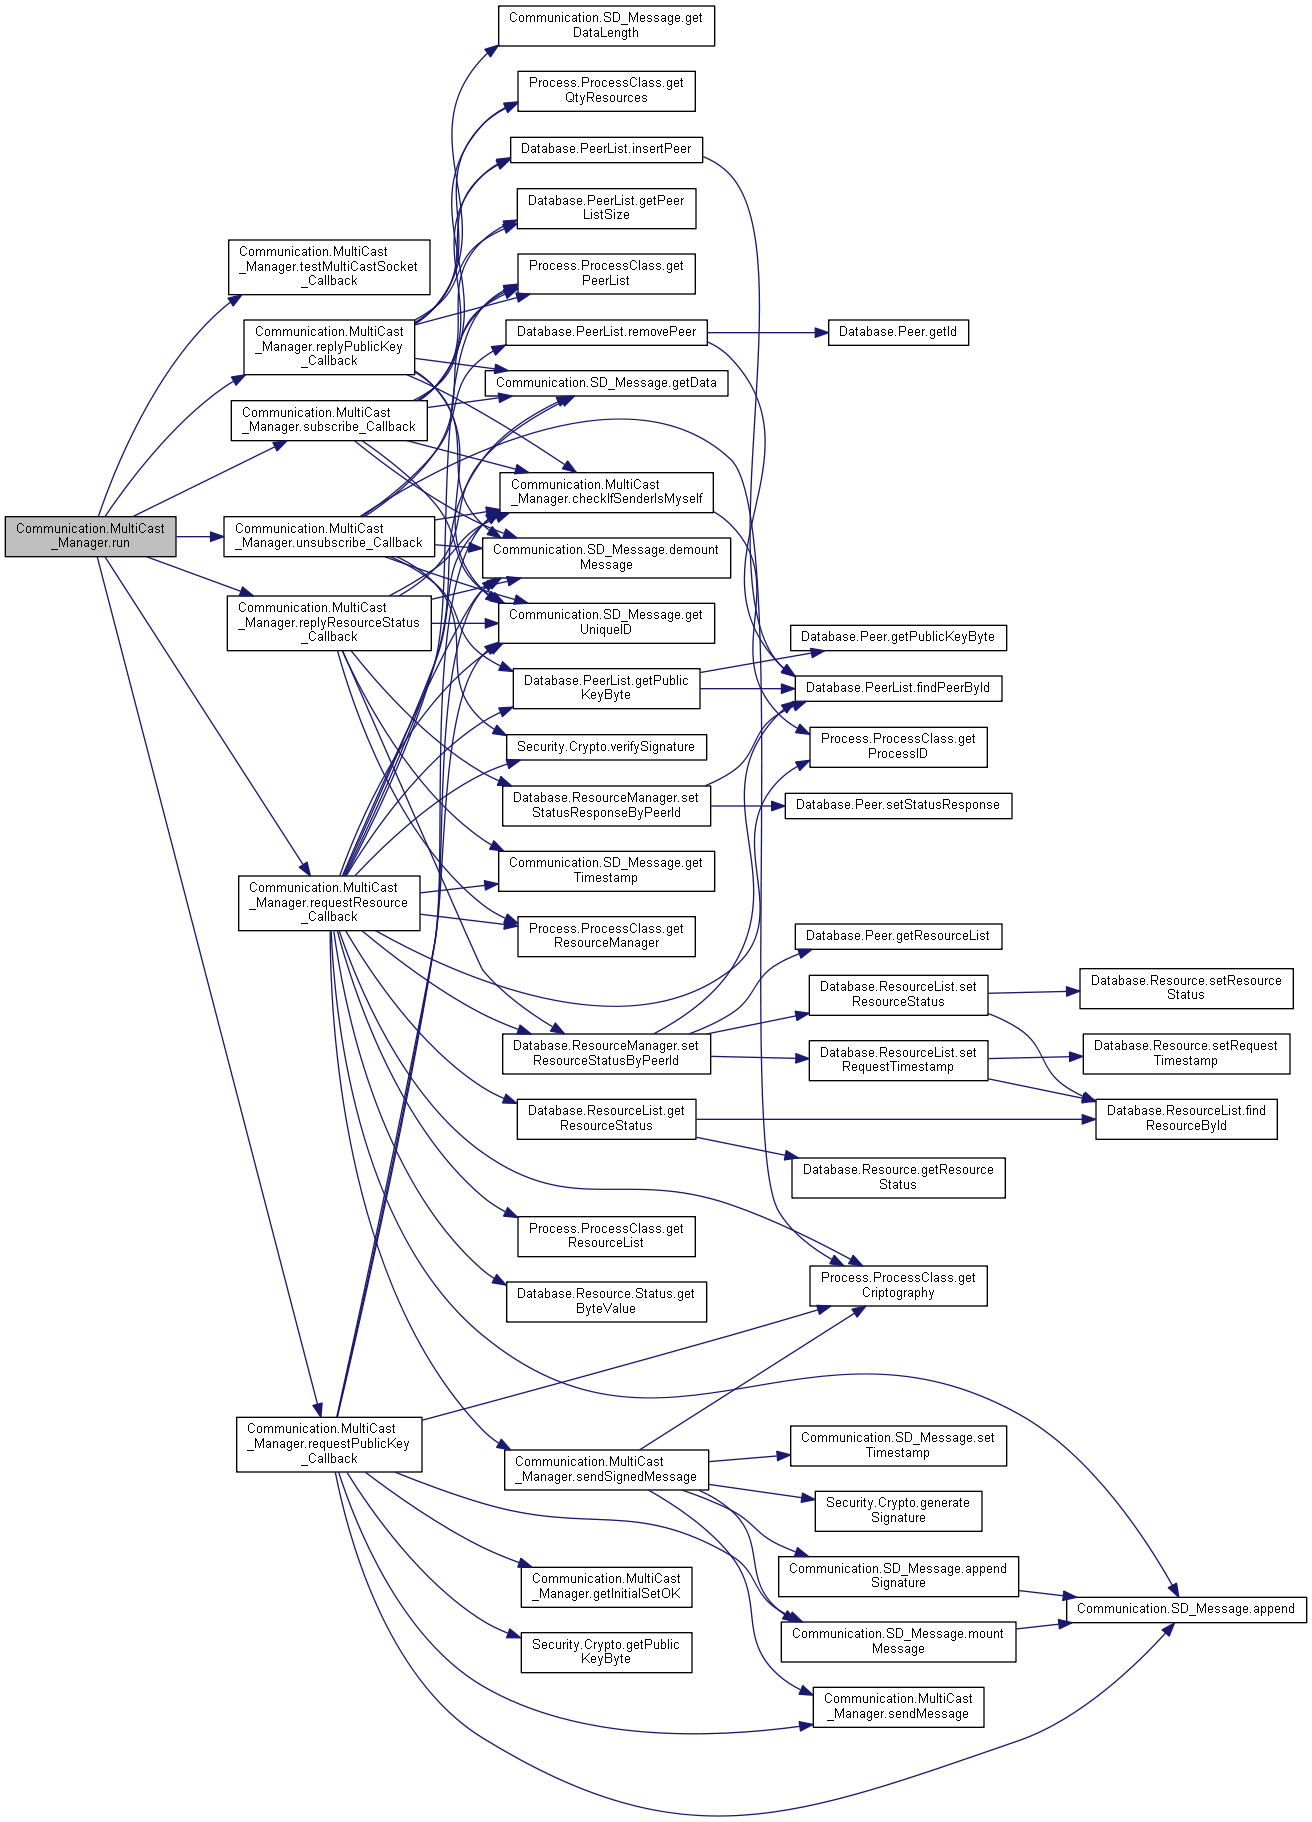 Communication.MultiCast
_Manager.run
Communication.MultiCast
_Manager.testMultiCastSocket
_Callback
Communication.MultiCast
_Manager.replyPublicKey
_Callback
Communication.MultiCast
_Manager.subscribe_Callback
Communication.MultiCast
_Manager.unsubscribe_Callback
Communication.MultiCast
_Manager.replyResourceStatus
_Callback
Communication.MultiCast
_Manager.requestResource
_Callback
Communication.MultiCast
_Manager.requestPublicKey
_Callback
Communication.SD_Message.get
DataLength
Process.ProcessClass.get
QtyResources
Database.PeerList.insertPeer
Database.PeerList.getPeer
ListSize
Process.ProcessClass.get
PeerList
Database.PeerList.removePeer
Communication.SD_Message.getData
Communication.MultiCast
_Manager.checkIfSenderIsMyself
Communication.SD_Message.demount
Message
Communication.SD_Message.get
UniqueID
Database.PeerList.getPublic
KeyByte
Security.Crypto.verifySignature
Database.ResourceManager.set
StatusResponseByPeerId
Communication.SD_Message.get
Timestamp
Process.ProcessClass.get
ResourceManager
Database.ResourceManager.set
ResourceStatusByPeerId
Database.ResourceList.get
ResourceStatus
Process.ProcessClass.get
ResourceList
Database.Resource.Status.get
ByteValue
Communication.MultiCast
_Manager.sendSignedMessage
Communication.MultiCast
_Manager.getInitialSetOK
Security.Crypto.getPublic
KeyByte
Database.Peer.getId
Database.Peer.getPublicKeyByte
Database.PeerList.findPeerById
Process.ProcessClass.get
ProcessID
Database.Peer.setStatusResponse
Database.Peer.getResourceList
Database.ResourceList.set
ResourceStatus
Database.ResourceList.set
RequestTimestamp
Database.Resource.getResource
Status
Process.ProcessClass.get
Criptography
Communication.SD_Message.set
Timestamp
Security.Crypto.generate
Signature
Communication.SD_Message.append
Signature
Communication.SD_Message.mount
Message
Communication.MultiCast
_Manager.sendMessage
Database.Resource.setResource
Status
Database.Resource.setRequest
Timestamp
Database.ResourceList.find
ResourceById
Communication.SD_Message.append